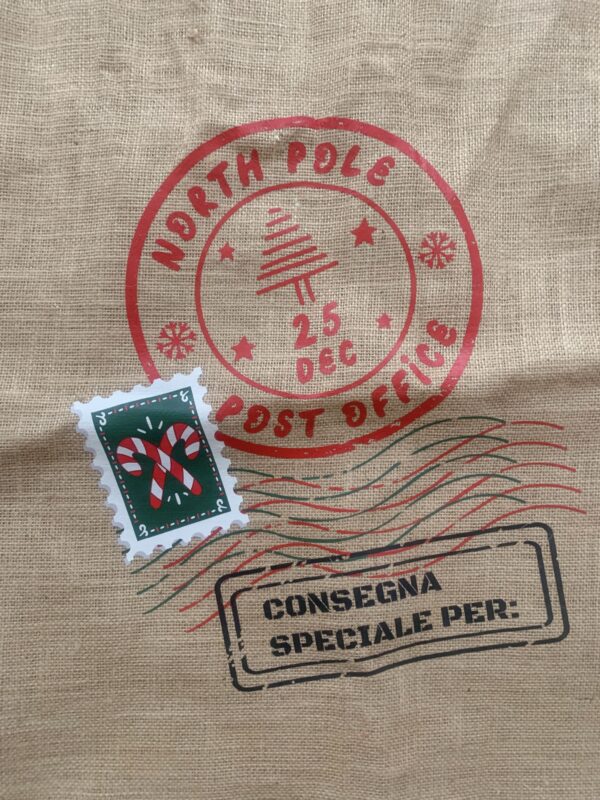 NORTH POLE
25
DEC
POST OFFICE
CONSEGNA
SPECIALE PER: